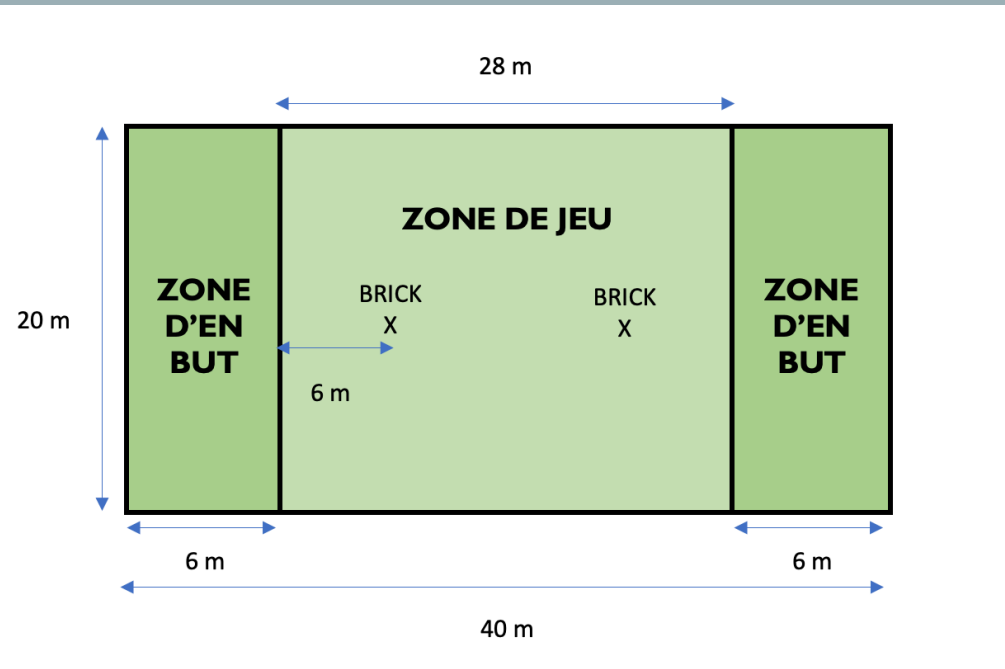 28 m
ZONE DE JEU
ZONE
D’EN
BUT
BRICK
X
BRICK
X
ZONE
D’EN
BUT
20 m
6 m
6 m
6 m
40 m